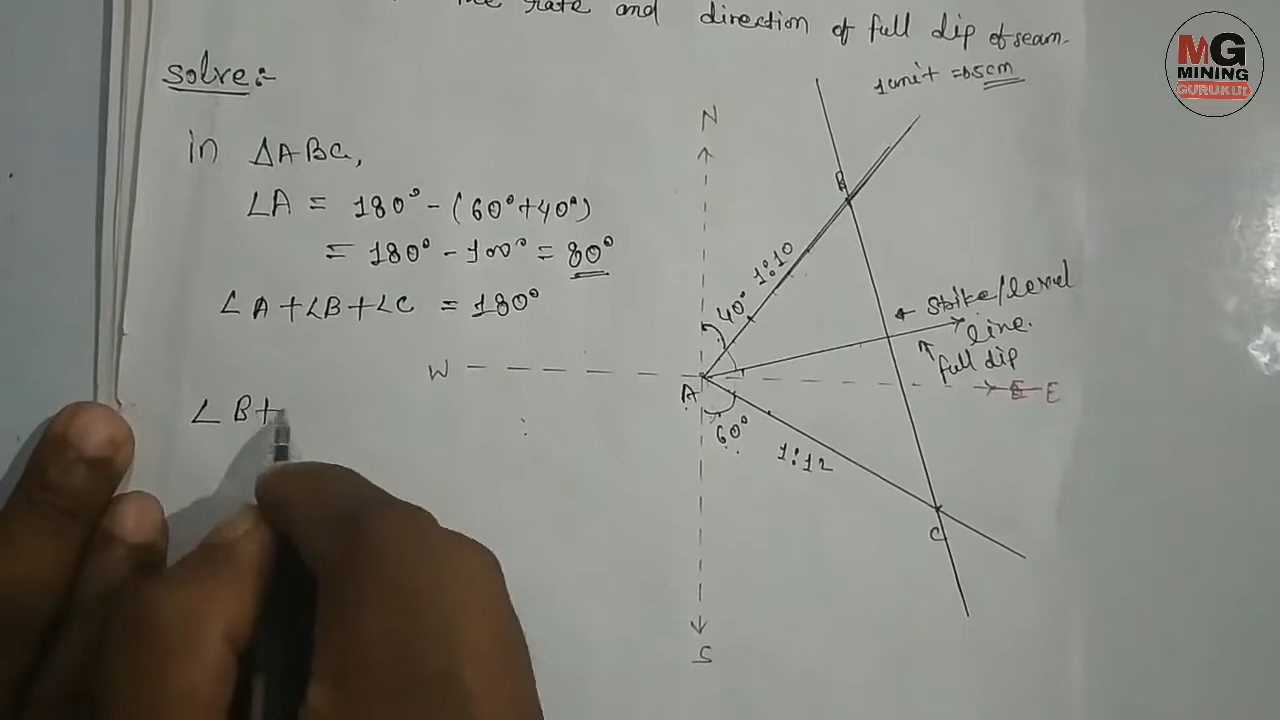 the rate and direction of full dip of seam.
Solve:-
1 unit = 0.5 cm
MG
MINING
GURUKUL
In ΔABC,
∠A = 180° - (60° + 40°)
= 180° - 100° = 80°
∠A + ∠B + ∠C = 180°
∠B +
N
B
1:10
40°
← Strike/level
line.
↑ full dip
W
A
E
60°
1:12
C
S